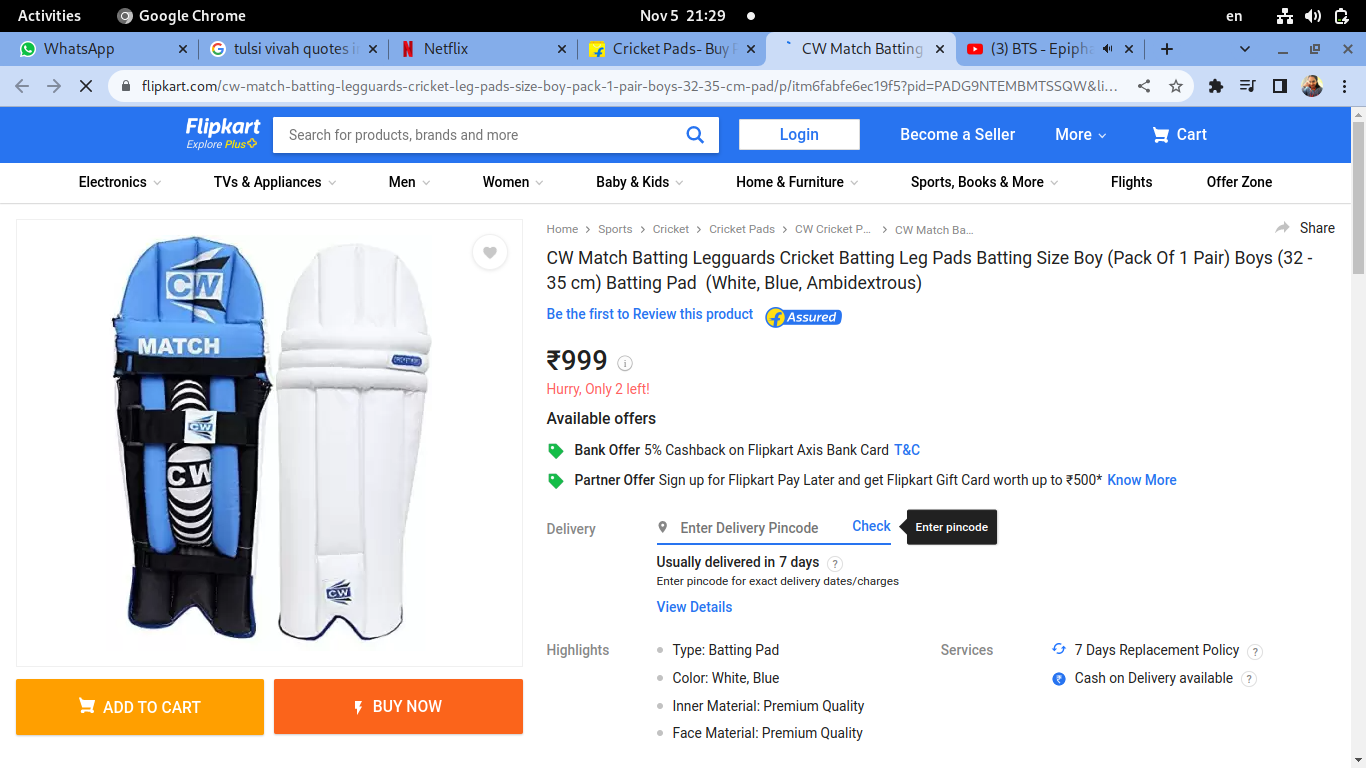 Activities
Google Chrome
Nov 5 21:29
en
WhatsApp
tulsi vivah quotes i
Netflix
Cricket Pads- Buy
CW Match Batting
(3) BTS - Epiph
flipkart.com/cw-match-batting-legguards-cricket-leg-pads-size-boy-pack-1-pair-boys-32-35-cm-pad/p/itm6fabfe6ec19f5?pid=PADG9NTEMBMTSSQW&li...
Flipkart
Explore Plus
Search for products, brands and more
Login
Become a Seller
More
Cart
Electronics
TVs & Appliances
Men
Women
Baby & Kids
Home & Furniture
Sports, Books & More
Flights
Offer Zone
Home > Sports > Cricket > Cricket Pads > CW Cricket P... > CW Match Ba...
Share
CW Match Batting Legguards Cricket Batting Leg Pads Batting Size Boy (Pack Of 1 Pair) Boys (32 -
35 cm) Batting Pad (White, Blue, Ambidextrous)
Be the first to Review this product
Assured
₹999
Hurry, Only 2 left!
Available offers
Bank Offer 5% Cashback on Flipkart Axis Bank Card T&C
Partner Offer Sign up for Flipkart Pay Later and get Flipkart Gift Card worth up to ₹500* Know More
Delivery
Enter Delivery Pincode
Check
Enter pincode
Usually delivered in 7 days ?
Enter pincode for exact delivery dates/charges
View Details
Highlights
Type: Batting Pad
Color: White, Blue
Inner Material: Premium Quality
Face Material: Premium Quality
Services
7 Days Replacement Policy ?
Cash on Delivery available ?
CW
MATCH
CW
CW
CW
ADD TO CART
BUY NOW